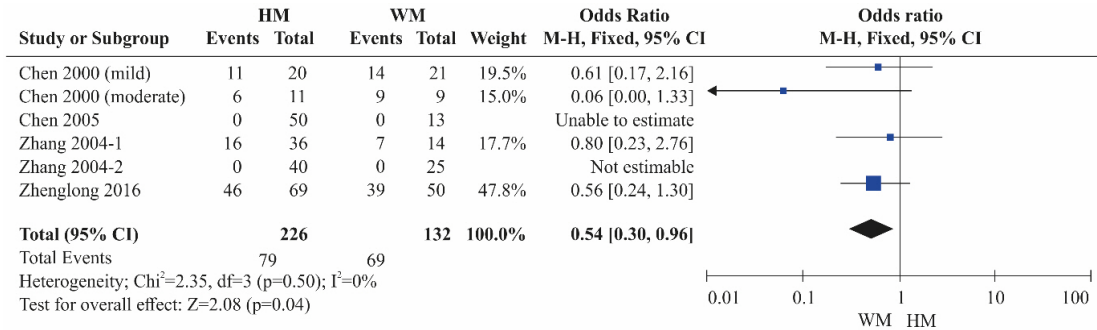 HM WM Odds Ratio Odds ratio
Study or Subgroup Events Total Events Total Weight M-H, Fixed, 95% CI M-H, Fixed, 95% CI
Chen 2000 (mild) 11 20 14 21 19.5% 0.61 [0.17, 2.16]
Chen 2000 (moderate) 6 11 9 9 15.0% 0.06 [0.00, 1.33]
Chen 2005 0 50 0 13 Unable to estimate
Zhang 2004-1 16 36 7 14 17.7% 0.80 [0.23, 2.76]
Zhang 2004-2 0 40 0 25 Not estimable
Zhenglong 2016 46 69 39 50 47.8% 0.56 [0.24, 1.30]
Total (95% CI) 226 132 100.0% 0.54 [0.30, 0.96]
Total Events 79 69
Heterogeneity; Chi²=2.35, df=3 (p=0.50); I²=0%
Test for overall effect: Z=2.08 (p=0.04)
0.01 0.1 1 10 100
WM HM